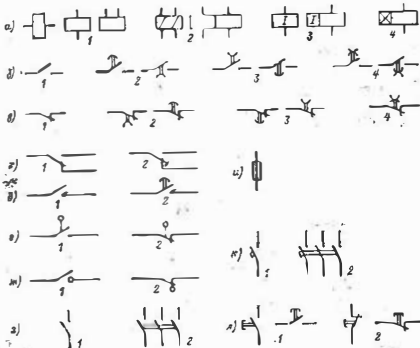 а) 1 2 I I 3 4
б) 1 2 3 4
в) 1 2 3 4
г) 1 2 и)
д) 1 2
е) 1 2 к) 1 2
ж) 1 2
з) 1 2 л) 1 2